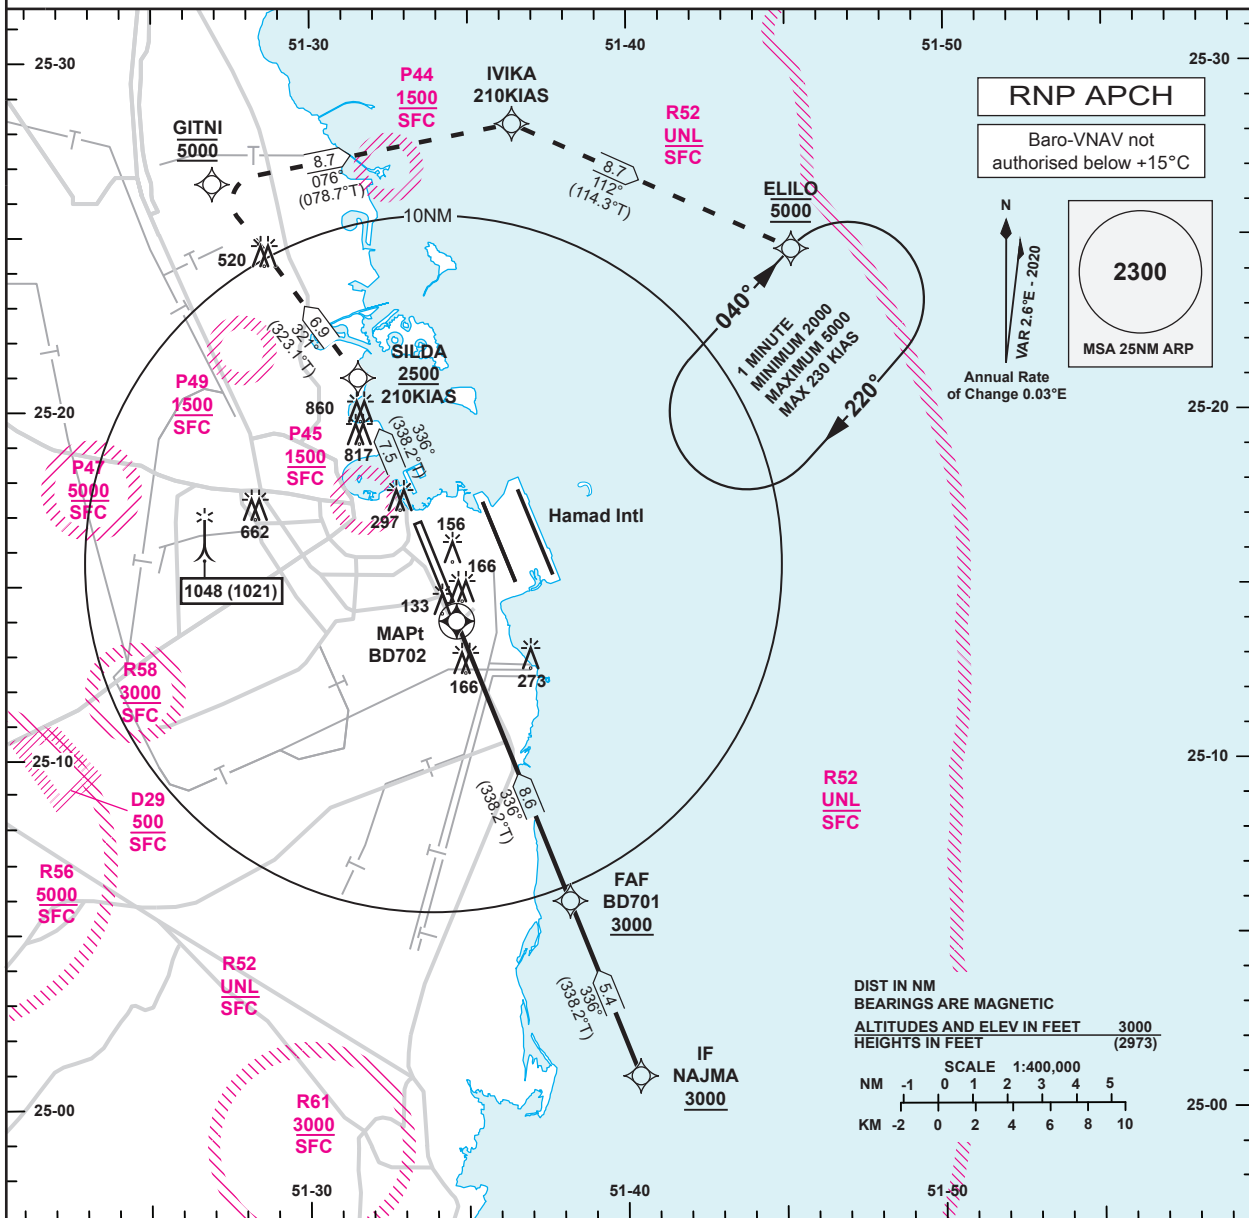 51-30
51-40
51-50
25-30
25-30
P44
1500
SFC
IVIKA
210KIAS
R52
UNL
SFC
RNP APCH
Baro-VNAV not
authorised below +15°C
GITNI
5000
8.7
076°
(078.7°T)
8.7
112°
(114.3°T)
ELILO
5000
10NM
520
N
VAR 2.6°E - 2020
Annual Rate
of Change 0.03°E
2300
MSA 25NM ARP
040°
1 MINUTE
MINIMUM 2000
MAXIMUM 5000
MAX 230 KIAS
220°
6.9
321°
(323.1°T)
SILDA
2500
210KIAS
P49
1500
SFC
25-20
25-20
860
817
7.5
336°
(338.2°T)
P45
1500
SFC
P47
5000
SFC
662
297
156
Hamad Intl
166
1048 (1021)
133
MAPt
BD702
166
273
R58
3000
SFC
25-10
25-10
8.6
336°
(338.2°T)
D29
500
SFC
R52
UNL
SFC
R56
5000
SFC
FAF
BD701
3000
R52
UNL
SFC
5.4
336°
(338.2°T)
IF
NAJMA
3000
DIST IN NM
BEARINGS ARE MAGNETIC
ALTITUDES AND ELEV IN FEET 3000
HEIGHTS IN FEET (2973)
SCALE 1:400,000
NM -1 0 1 2 3 4 5
KM -2 0 2 4 6 8 10
R61
3000
SFC
25-00
25-00
51-30
51-40
51-50